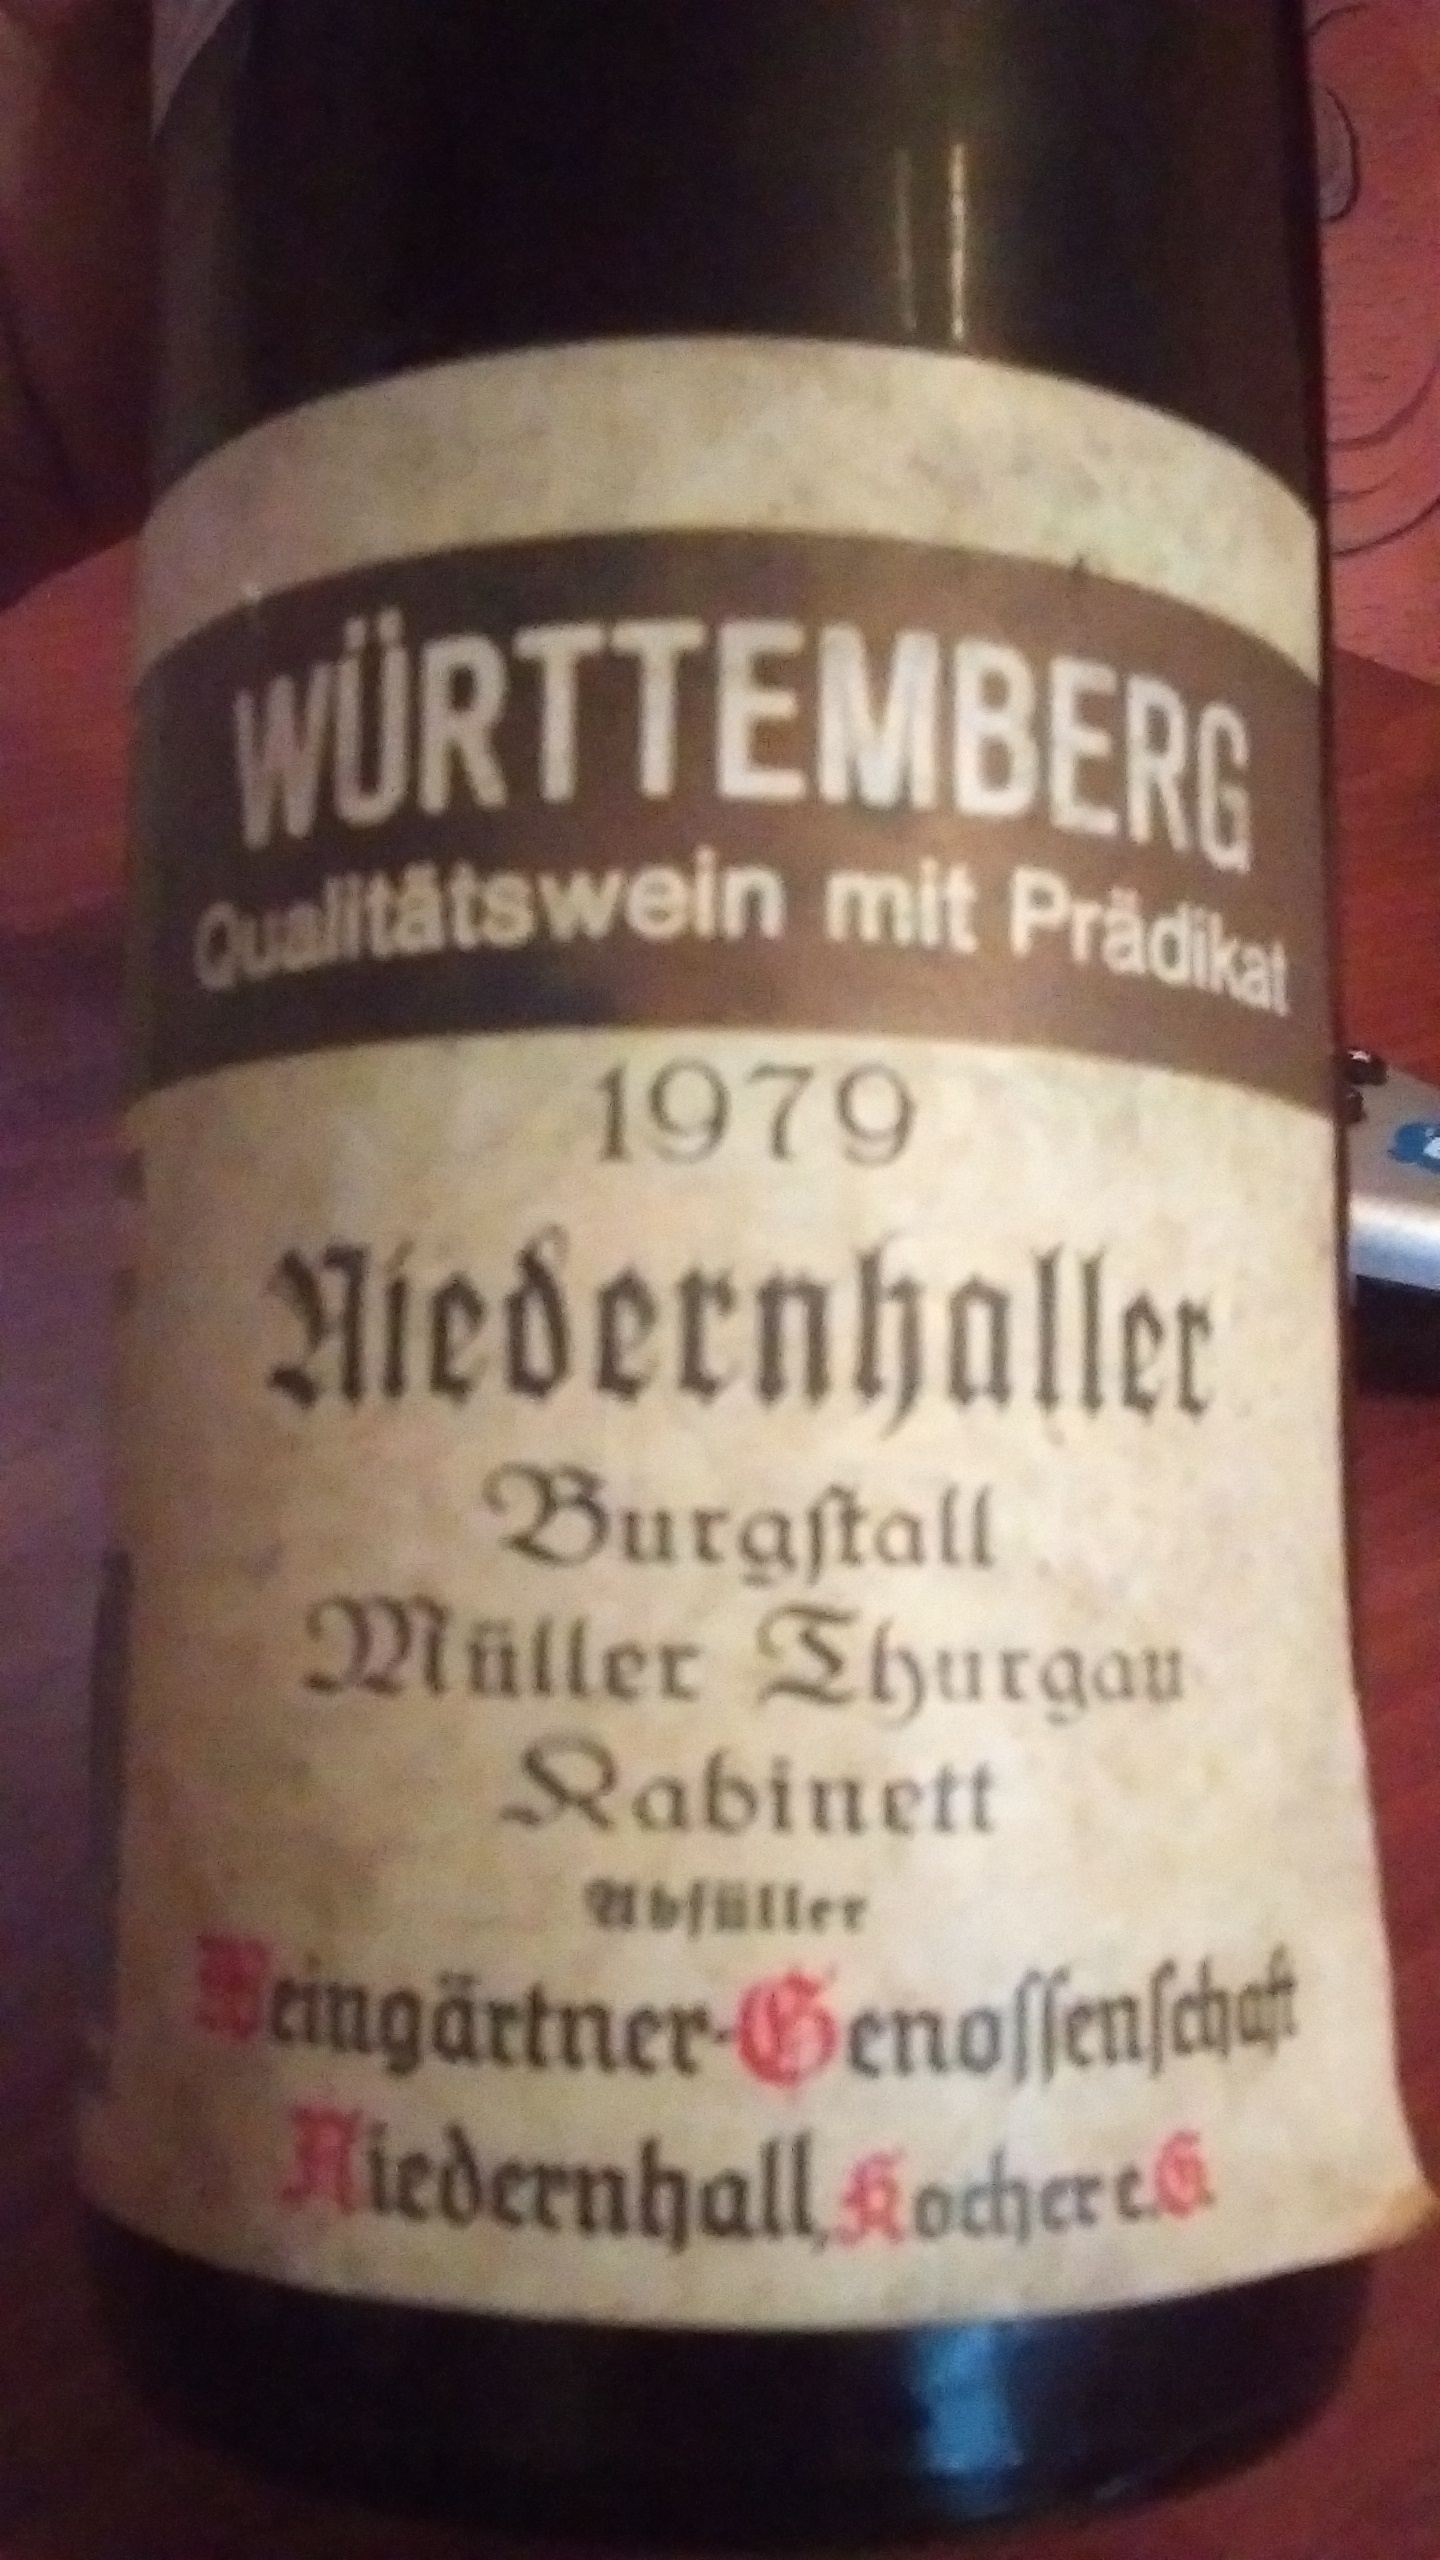 WÜRTTEMBERG
Qualitätswein mit Prädikat
1979
Niedernhaller
Burgſtall
Müller Thurgau
Kabinett
Abfüller
Weingärtner-Genoſſenſchaft
Niedernhall, Kocher e.G